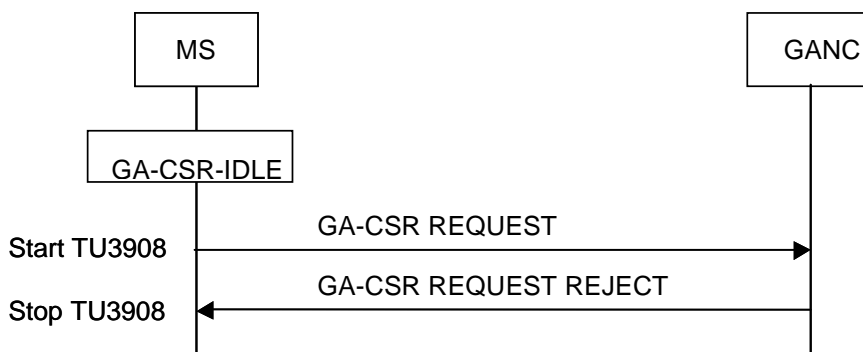 MS
GANC
GA-CSR-IDLE
GA-CSR REQUEST
Start TU3908
GA-CSR REQUEST REJECT
Stop TU3908